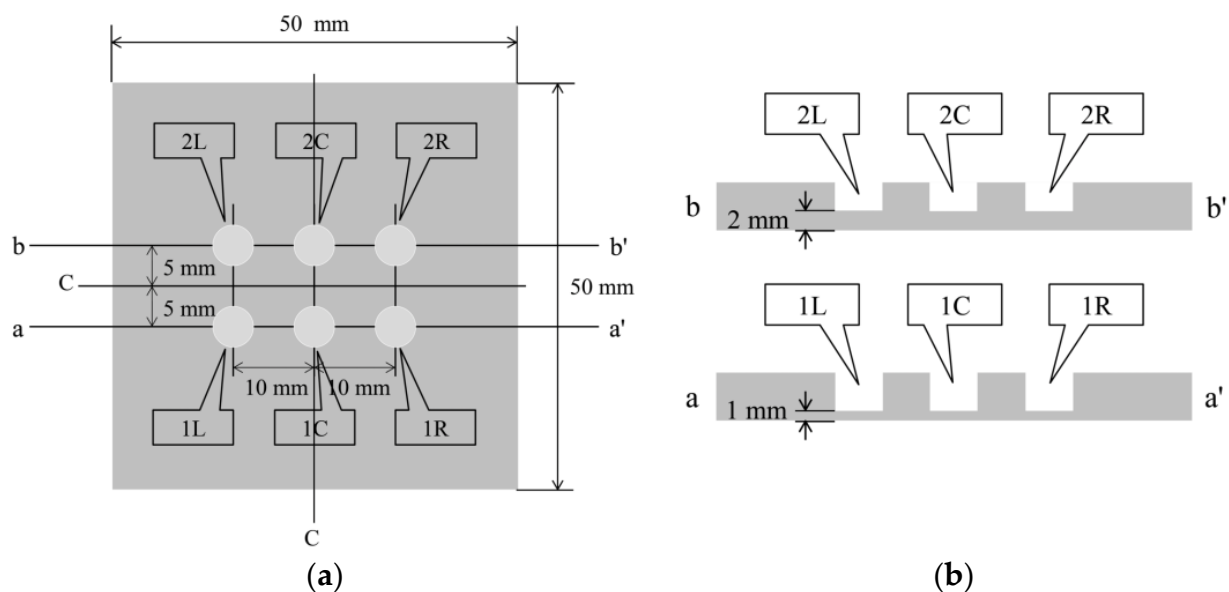 50 mm
2L 2C 2R
b b'
5 mm
C
50 mm
5 mm
a a'
10 mm 10 mm
1L 1C 1R
C
(a)
2L 2C 2R
b b'
2 mm
1L 1C 1R
a a'
1 mm
(b)